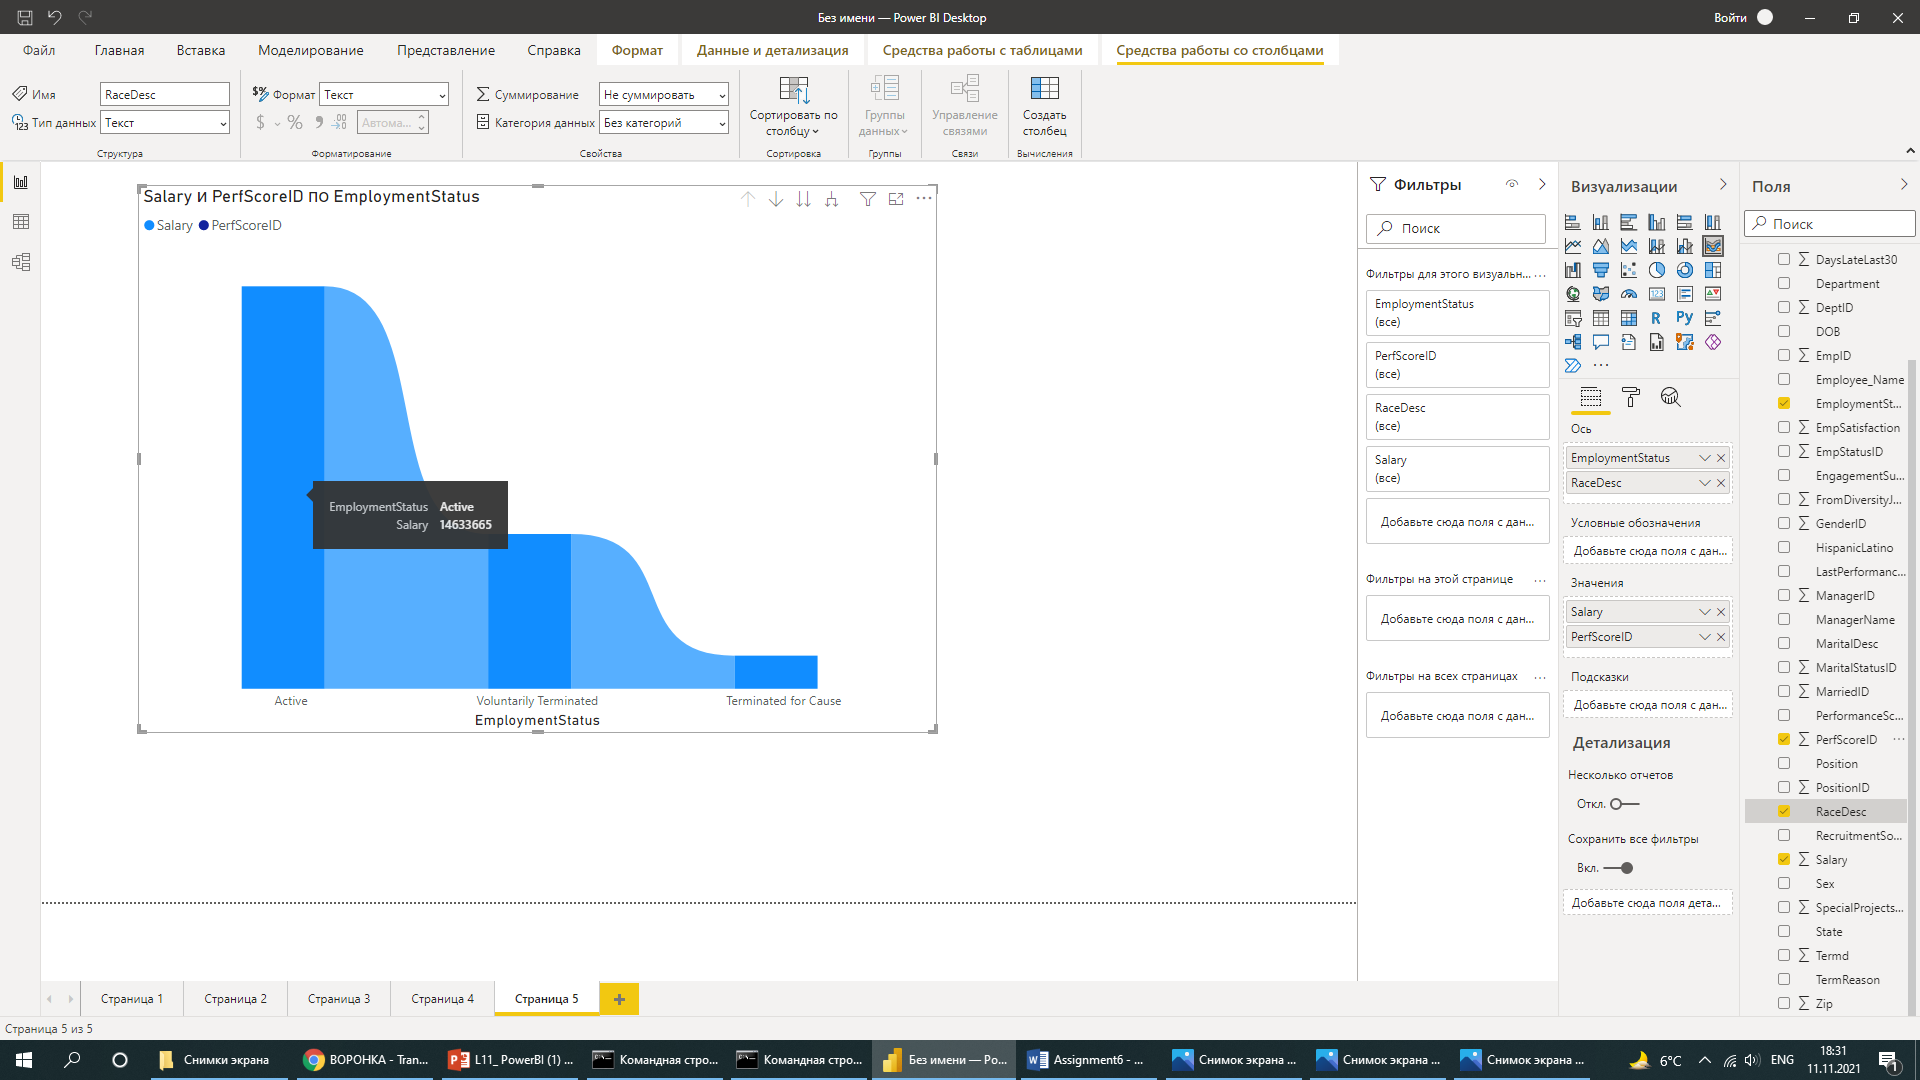 Без имени — Power BI Desktop
Войти
Файл
Главная
Вставка
Моделирование
Представление
Справка
Формат
Данные и детализация
Средства работы с таблицами
Средства работы со столбцами
Имя
RaceDesc
Тип данных
Текст
Структура
Формат
Текст
$
%
Автома...
Форматирование
Суммирование
Не суммировать
Категория данных
Без категорий
Свойства
Сортировать по
столбцу
Сортировка
Группы
данных
Группы
Управление
связями
Связи
Создать
столбец
Вычисления
Salary и PerfScoreID по EmploymentStatus
Salary
PerfScoreID
EmploymentStatus Active
Salary 14633665
Active
Voluntarily Terminated
Terminated for Cause
EmploymentStatus
Фильтры
Поиск
Фильтры для этого визуальн...
EmploymentStatus
(все)
PerfScoreID
(все)
RaceDesc
(все)
Salary
(все)
Добавьте сюда поля с дан...
Фильтры на этой странице
Добавьте сюда поля с дан...
Фильтры на всех страницах
Добавьте сюда поля с дан...
Визуализации
R
Py
Ось
EmploymentStatus
RaceDesc
Условные обозначения
Добавьте сюда поля с дан...
Значения
Salary
PerfScoreID
Подсказки
Добавьте сюда поля с дан...
Детализация
Несколько отчетов
Откл.
Сохранить все фильтры
Вкл.
Добавьте сюда поля дета...
Поля
Поиск
DaysLateLast30
Department
DeptID
DOB
EmpID
Employee_Name
EmploymentSt...
EmpSatisfaction
EmpStatusID
EngagementSu...
FromDiversityJ...
GenderID
HispanicLatino
LastPerformanc...
ManagerID
ManagerName
MaritalDesc
MaritalStatusID
MarriedID
PerformanceSc...
PerfScoreID
Position
PositionID
RaceDesc
RecruitmentSo...
Salary
Sex
SpecialProjects...
State
Termd
TermReason
Zip
Страница 1
Страница 2
Страница 3
Страница 4
Страница 5
Страница 5 из 5
Снимки экрана
ВОРОНКА - Tran...
L11_ PowerBI (1) ...
Командная стро...
Командная стро...
Без имени — Po...
Assignment6 - ...
Снимок экрана ...
Снимок экрана ...
Снимок экрана ...
6°C
ENG
18:31
11.11.2021
1